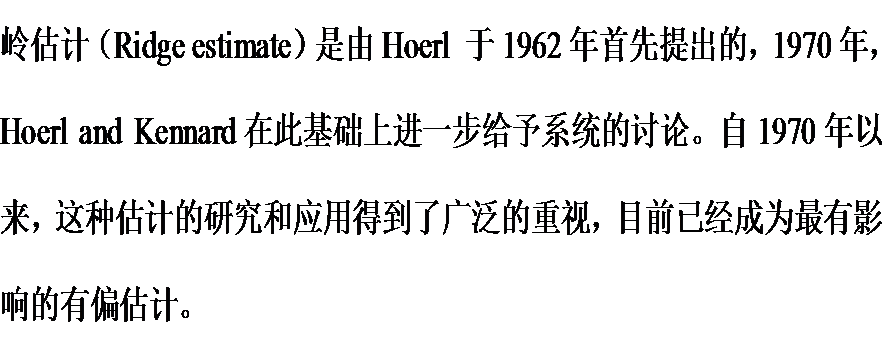 岭估计（Ridge estimate）是由 Hoerl 于 1962 年首先提出的，1970 年，
Hoerl and Kennard 在此基础上进一步给予系统的讨论。自 1970 年以
来，这种估计的研究和应用得到了广泛的重视，目前已经成为最有影
响的有偏估计。